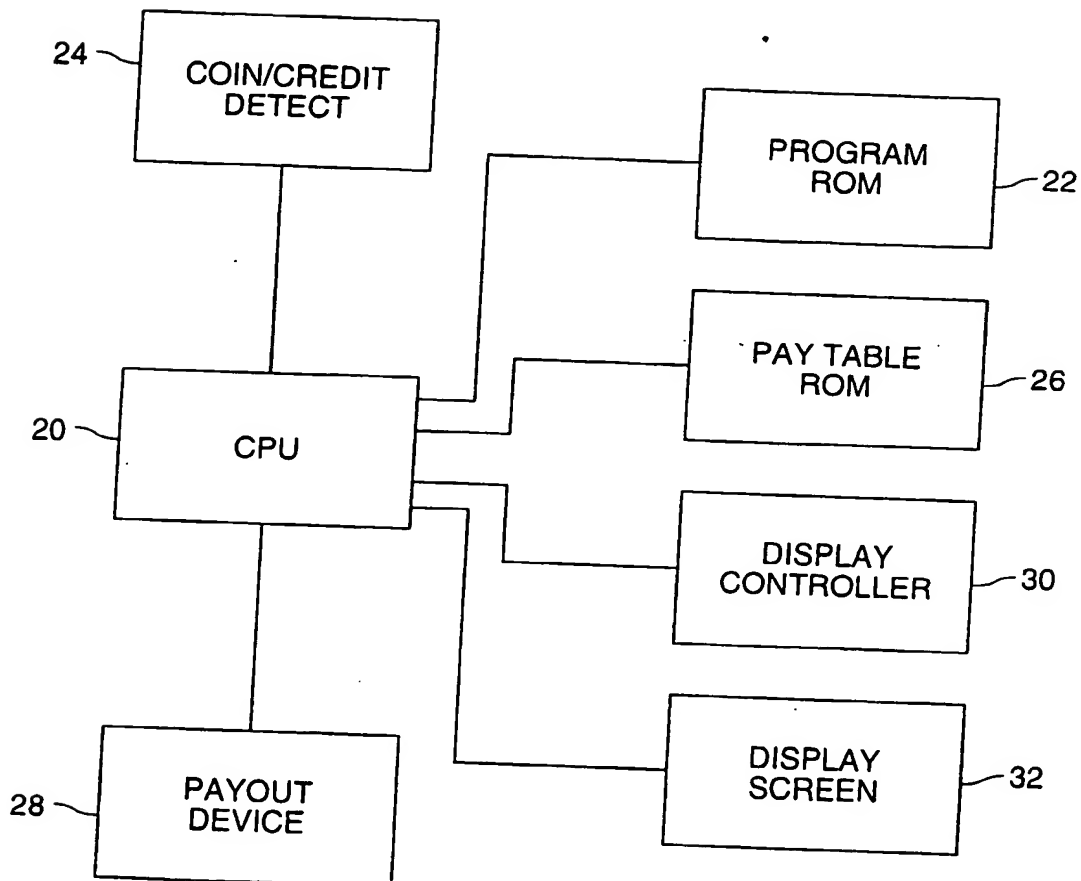 24
COIN/CREDIT
DETECT
PROGRAM
ROM
22
PAY TABLE
ROM
26
20
CPU
DISPLAY
CONTROLLER
30
DISPLAY
SCREEN
32
28
PAYOUT
DEVICE